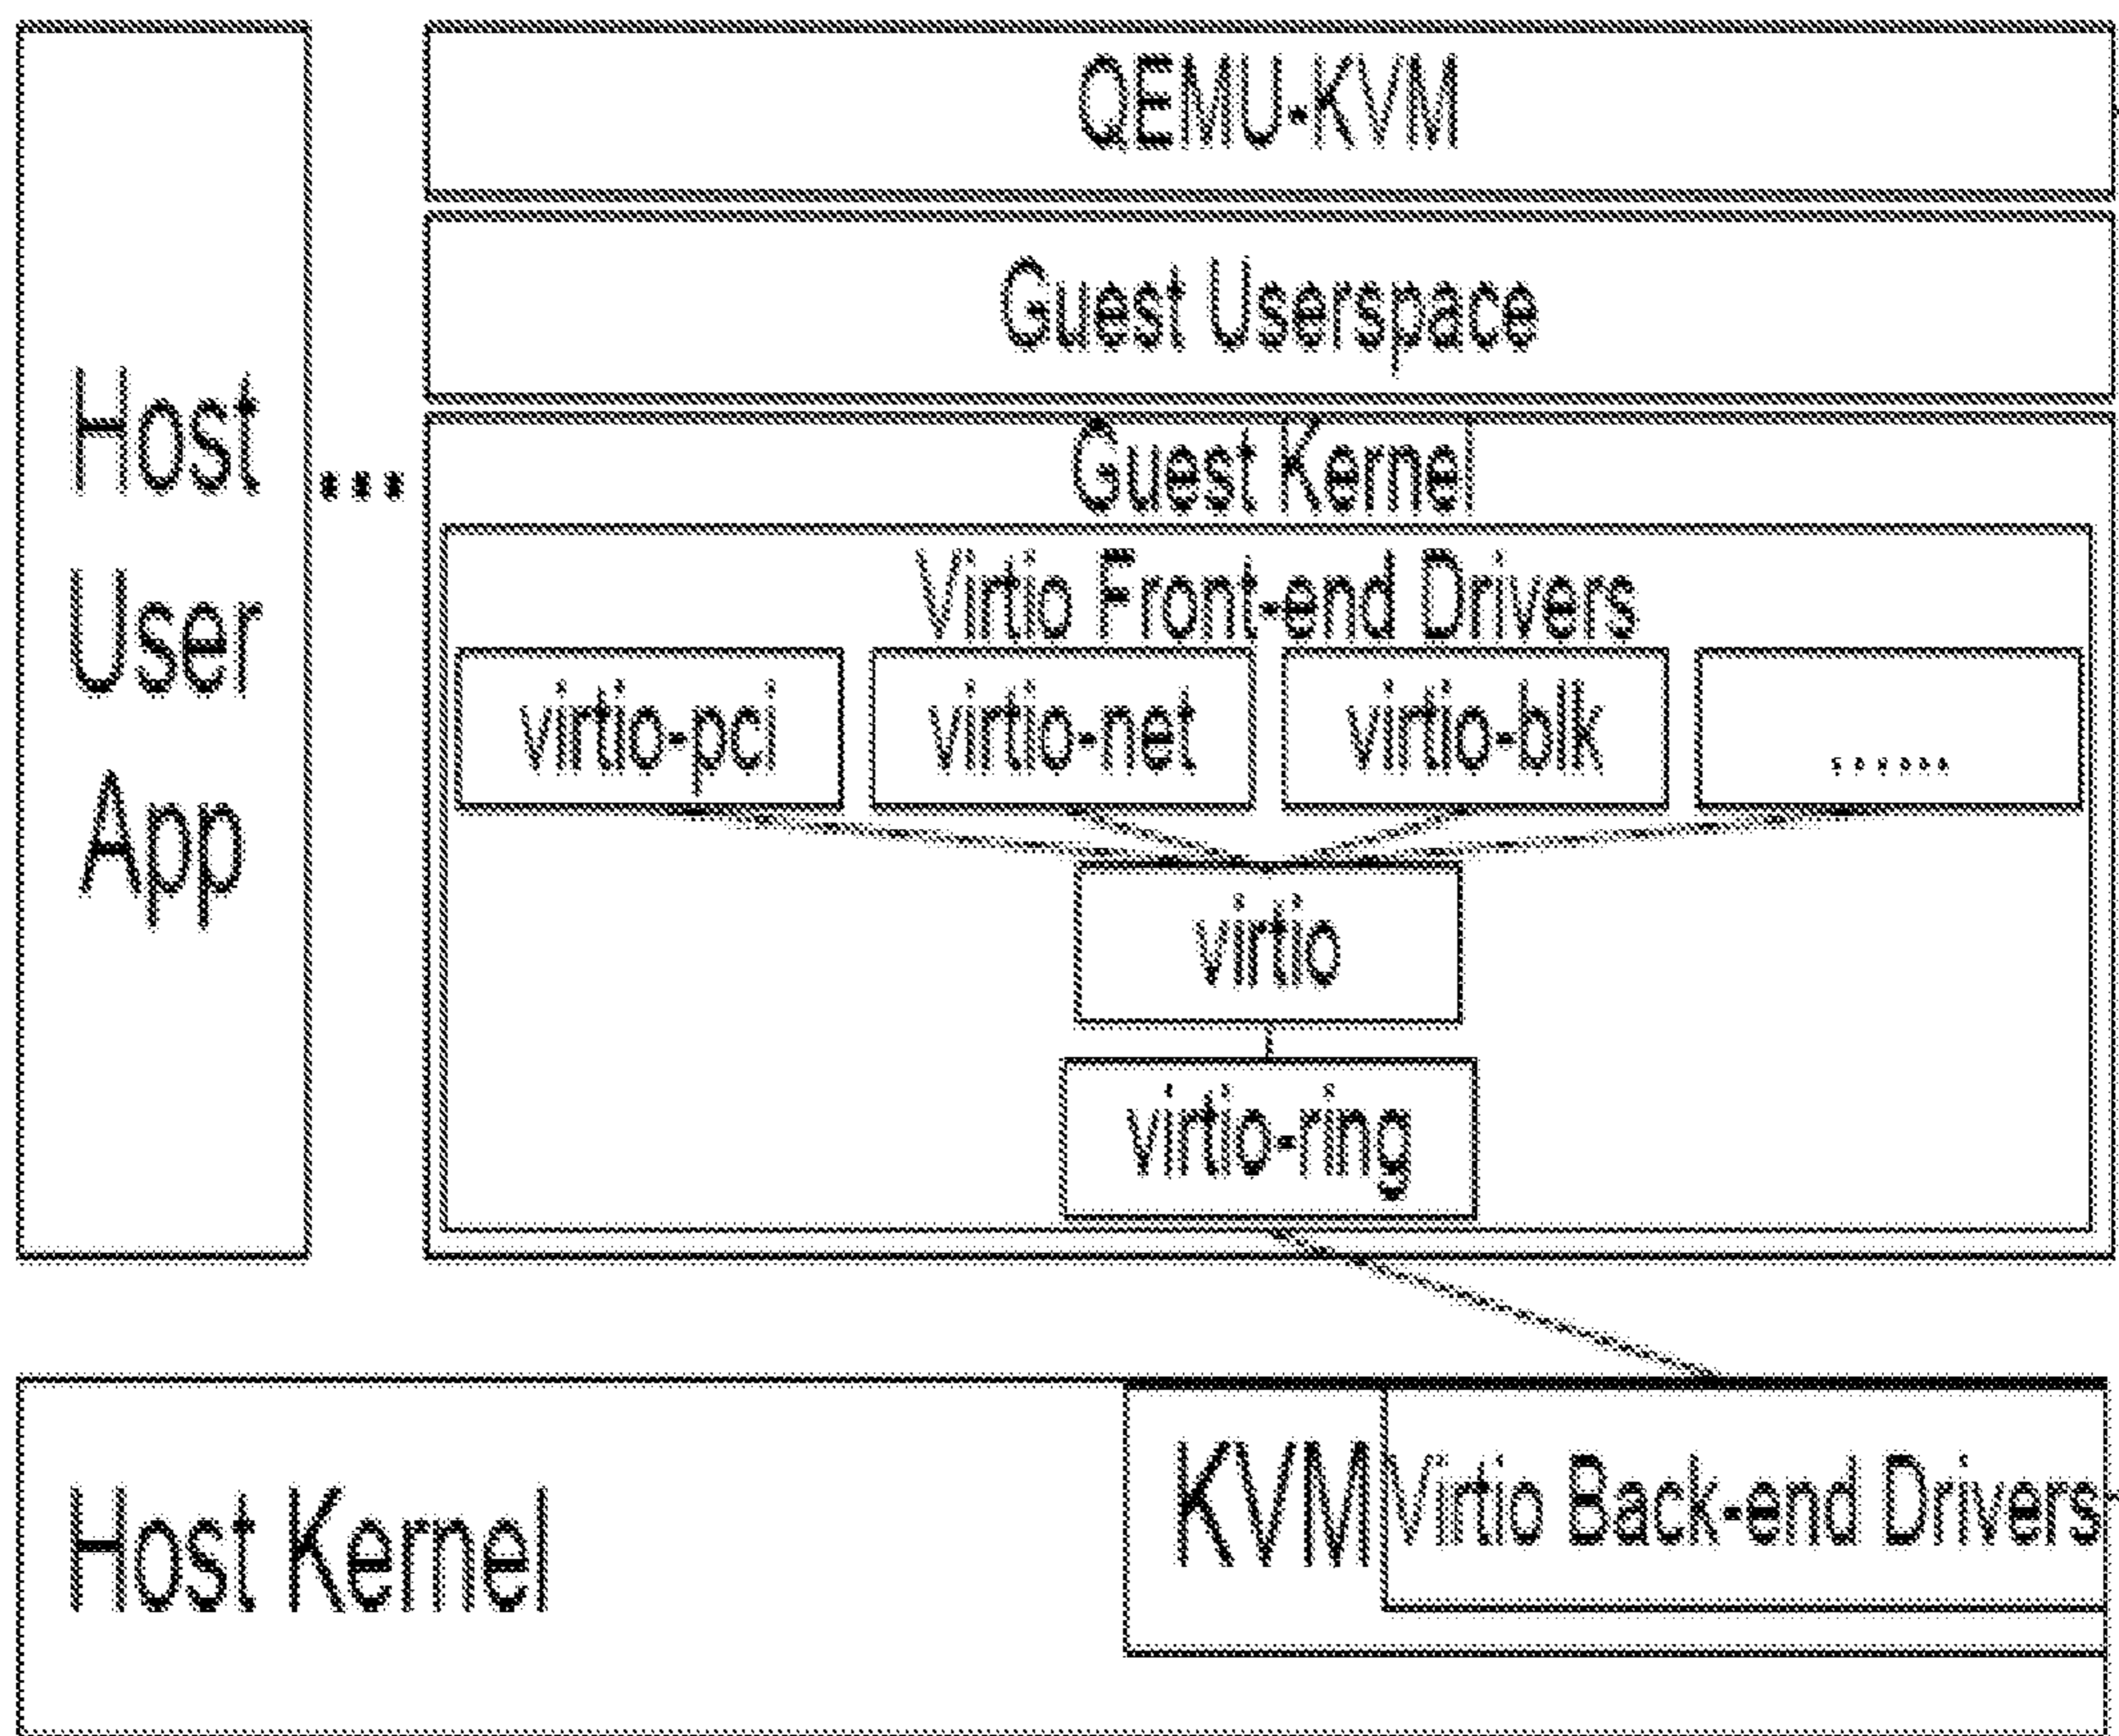 Host
User
App
...
QEMU-KVM
Guest Userspace
Guest Kernel
Virtio Front-end Drivers
virtio-pci
virtio-net
virtio-blk
......
virtio
virtio-ring
Host Kernel
KVM
Virtio Back-end Drivers